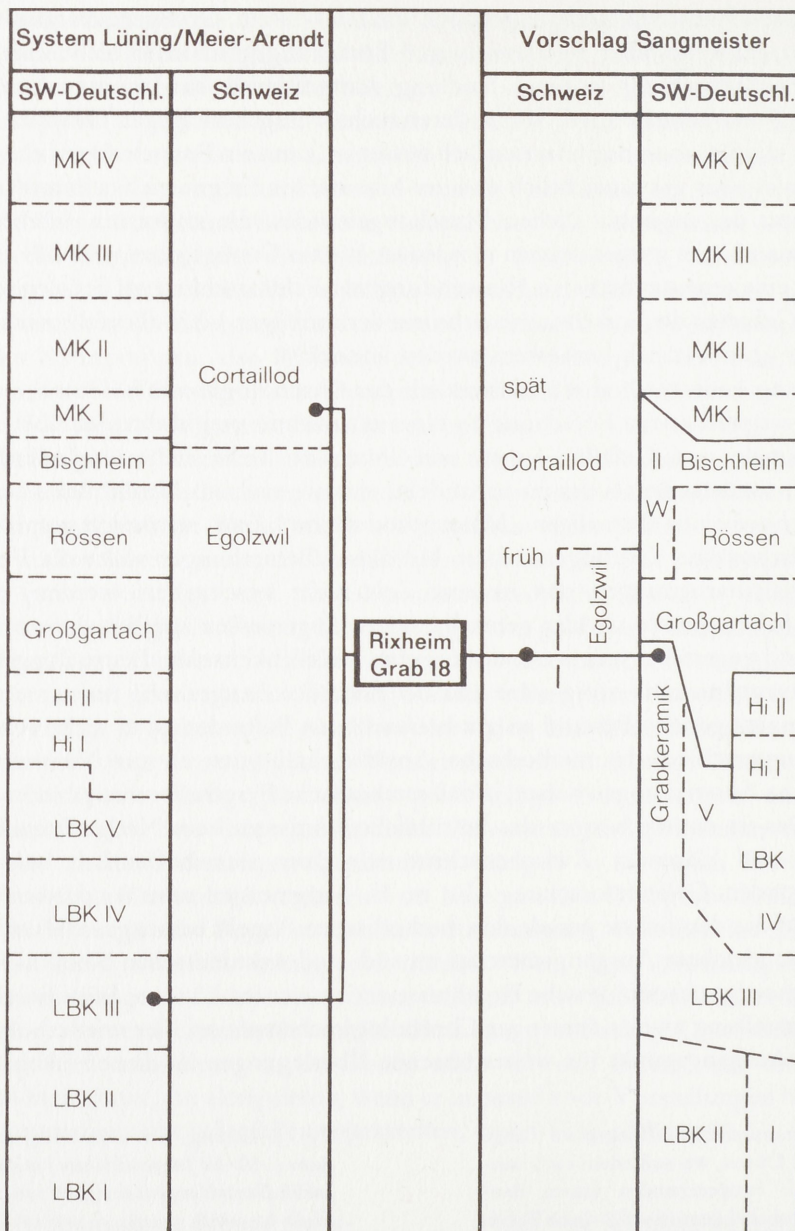 System Lüning/Meier-Arendt
Vorschlag Sangmeister
SW-Deutschl.
Schweiz
Schweiz
SW-Deutschl.
MK IV
MK III
MK II
MK I
Bischheim
Rössen
Großgartach
Hi II
Hi I
LBK V
LBK IV
LBK III
LBK II
LBK I
Cortaillod
Egolzwil
Rixheim
Grab 18
spät
Cortaillod
früh
Egolzwil
MK IV
MK III
MK II
MK I
II
Bischheim
W
I
Rössen
Großgartach
Grabkeramik
Hi II
Hi I
V
LBK
IV
LBK III
LBK II